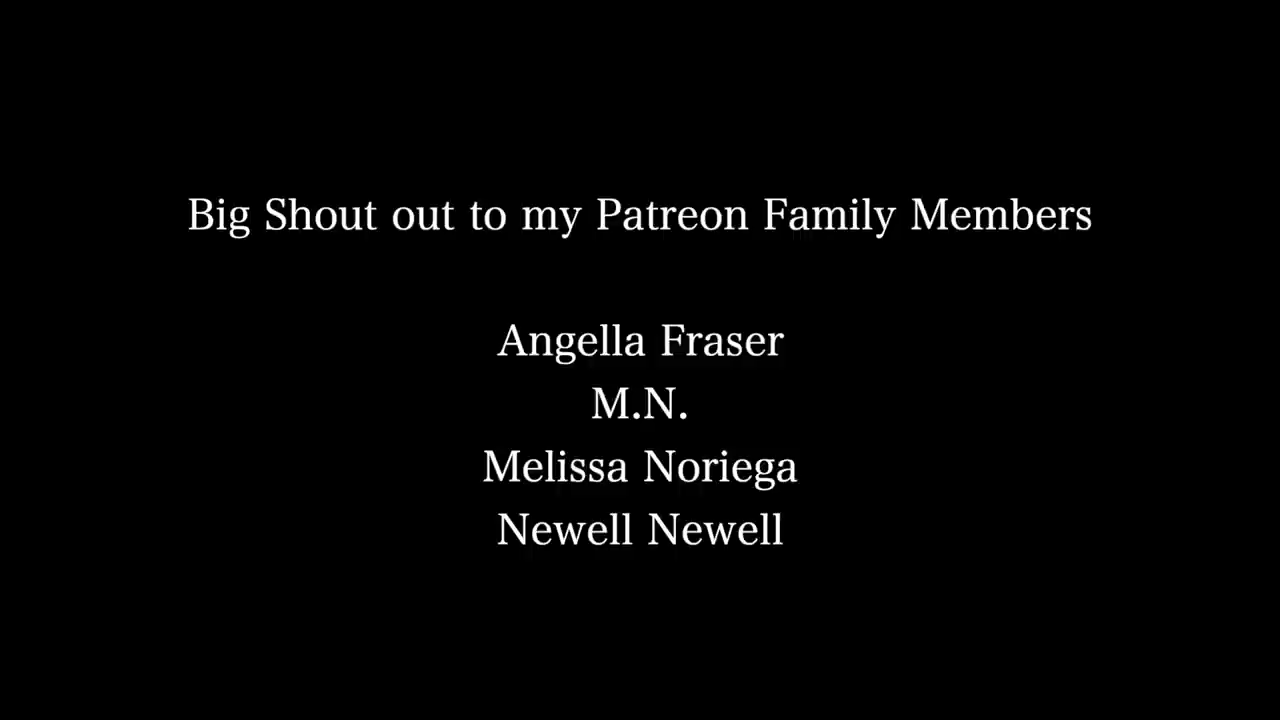 Big Shout out to my Patreon Family Members
Angella Fraser
M.N.
Melissa Noriega
Newell Newell